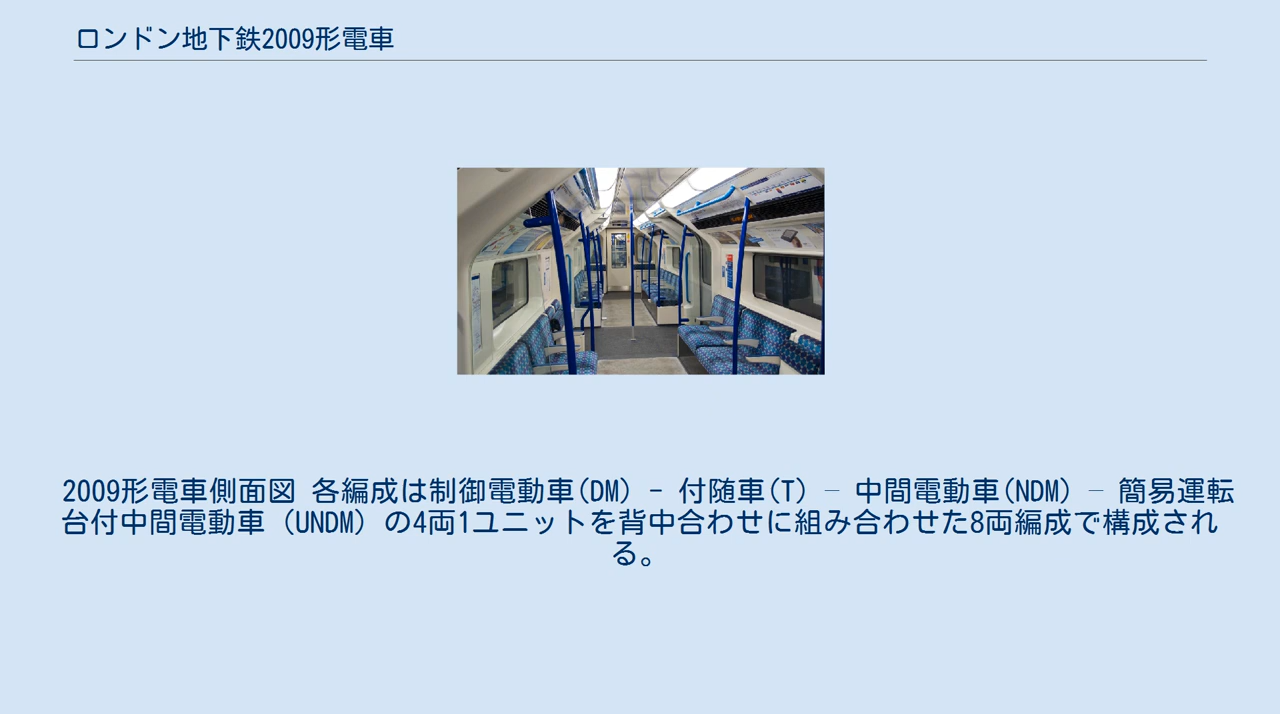 ロンドン地下鉄2009形電車
2009形電車側面図 各編成は制御電動車(DM) - 付随車(T) – 中間電動車(NDM) – 簡易運転
台付中間電動車 (UNDM) の4両1ユニットを背中合わせに組み合わせた8両編成で構成され
る。